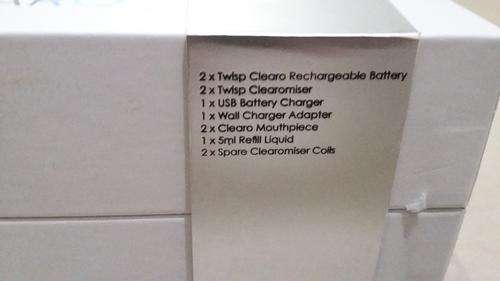 2 x Twisp Clearo Rechargeable Battery
2 x Twisp Clearomiser
1 x USB Battery Charger
1 x Wall Charger Adapter
2 x Clearo Mouthpiece
1 x 5ml Refill Liquid
2 x Spare Clearomiser Coils